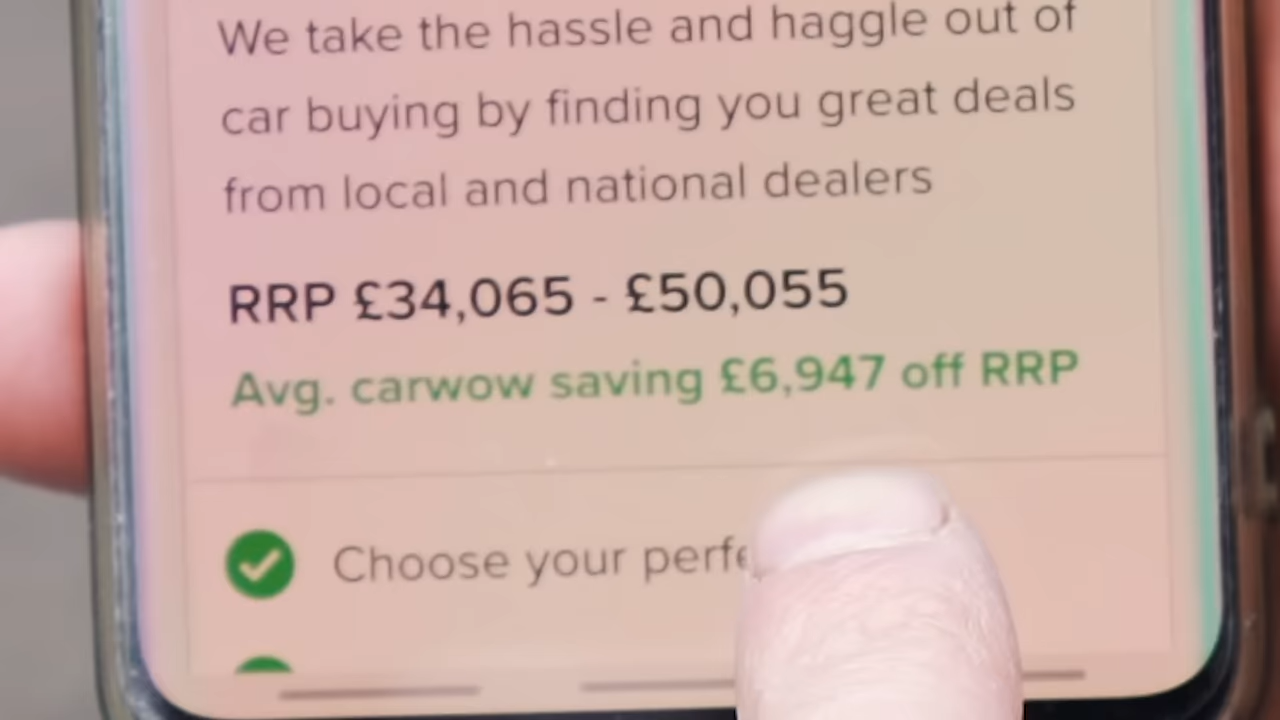 We take the hassle and haggle out of
car buying by finding you great deals
from local and national dealers
RRP £34,065 - £50,055
Avg. carwow saving £6,947 off RRP
Choose your